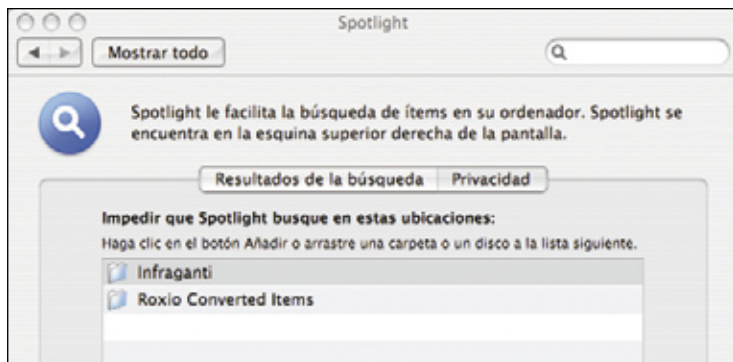 Spotlight
Mostrar todo
Spotlight le facilita la búsqueda de ítems en su ordenador. Spotlight se
encuentra en la esquina superior derecha de la pantalla.
Resultados de la búsqueda Privacidad
Impedir que Spotlight busque en estas ubicaciones:
Haga clic en el botón Añadir o arrastre una carpeta o un disco a la lista siguiente.
Infraganti
Roxio Converted Items